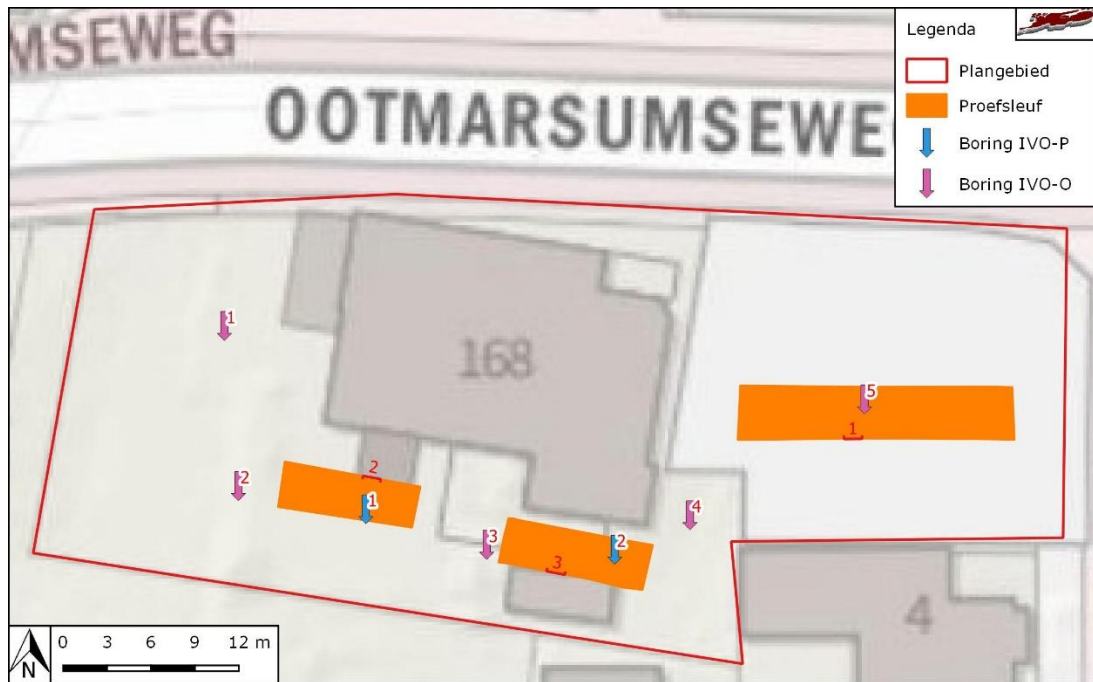 MSEWEG
OOTMARSUMSEWE
Legenda
Plangebied
Proefsleuf
Boring IVO-P
Boring IVO-O
168
1
5
1
2
2
1
3
2
3
4
4
N
0 3 6 9 12 m